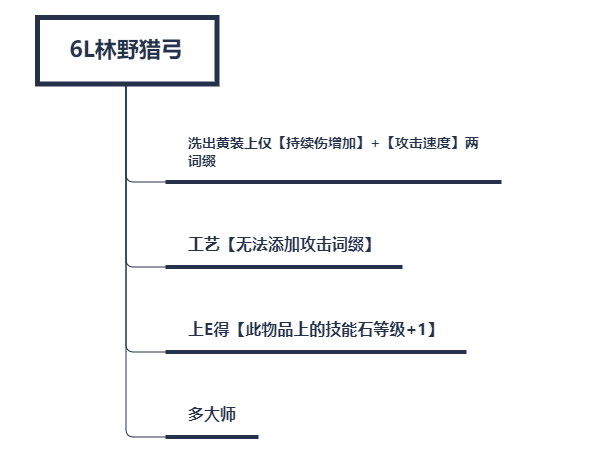 6L林野猎弓
洗出黄装上仅【持续伤增加】+【攻击速度】两
词缀
工艺【无法添加攻击词缀】
上E得【此物品上的技能石等级+1】
多大师